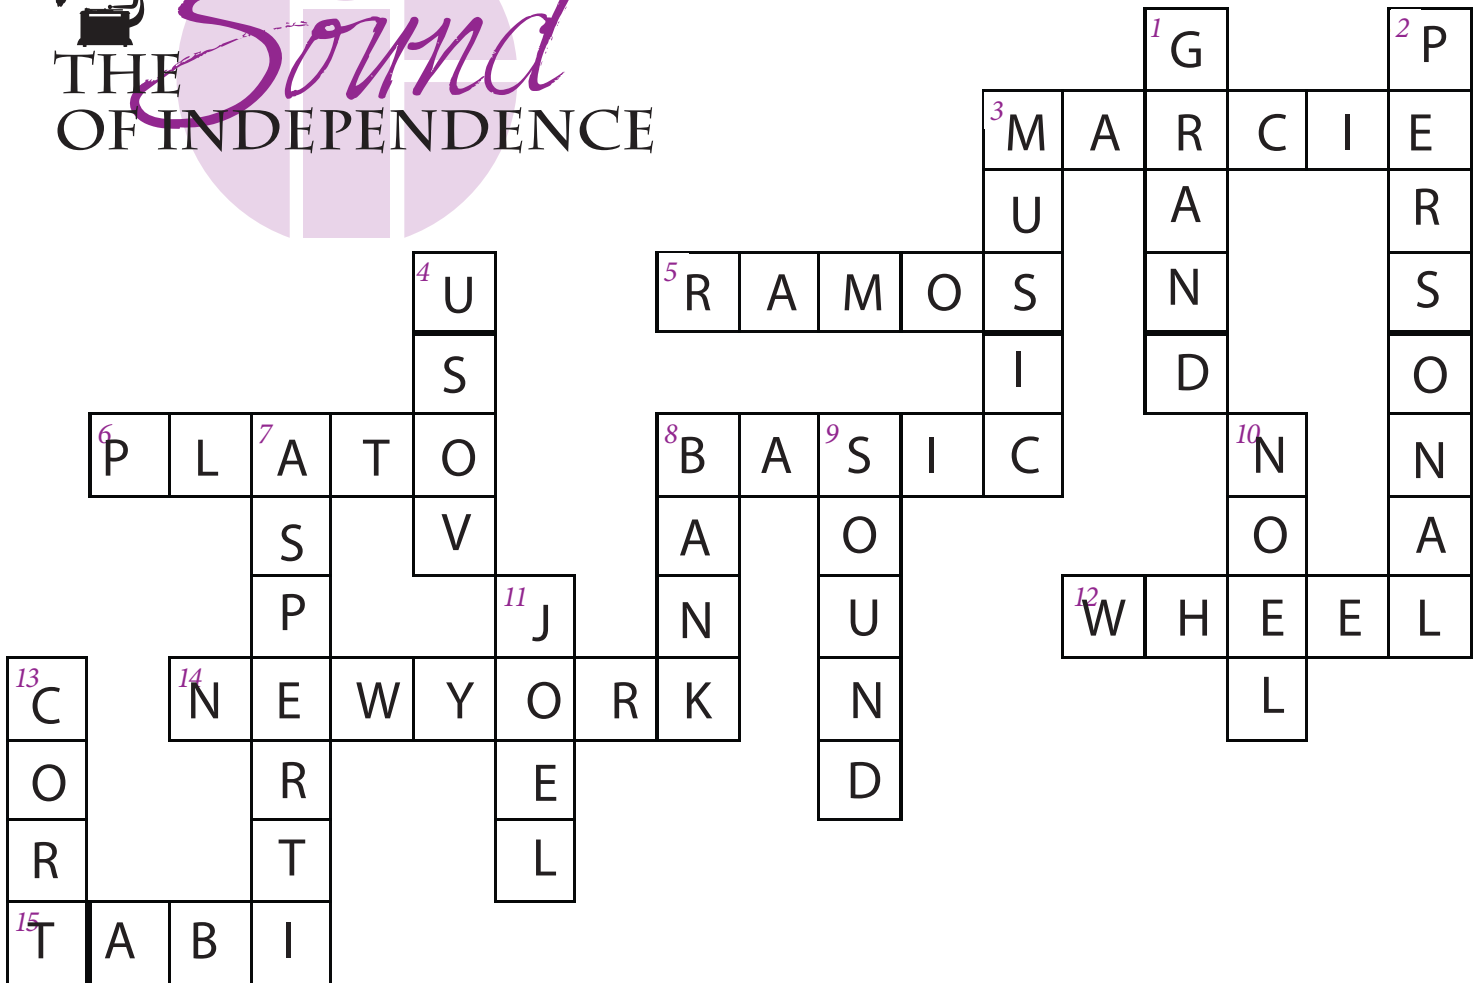 Sound
THE
OF INDEPENDENCE
1 G 2 P
3 M A R C I E
U A R
4 U 5 R A M O S N S
S I D O
6 P L 7 A T O 8 B A 9 S I C 10 N N
S V A O O A
P 11 J N U 12 W H E E L
13 C 14 N E W Y O R K N L
O R E D
R T L
15 T A B I